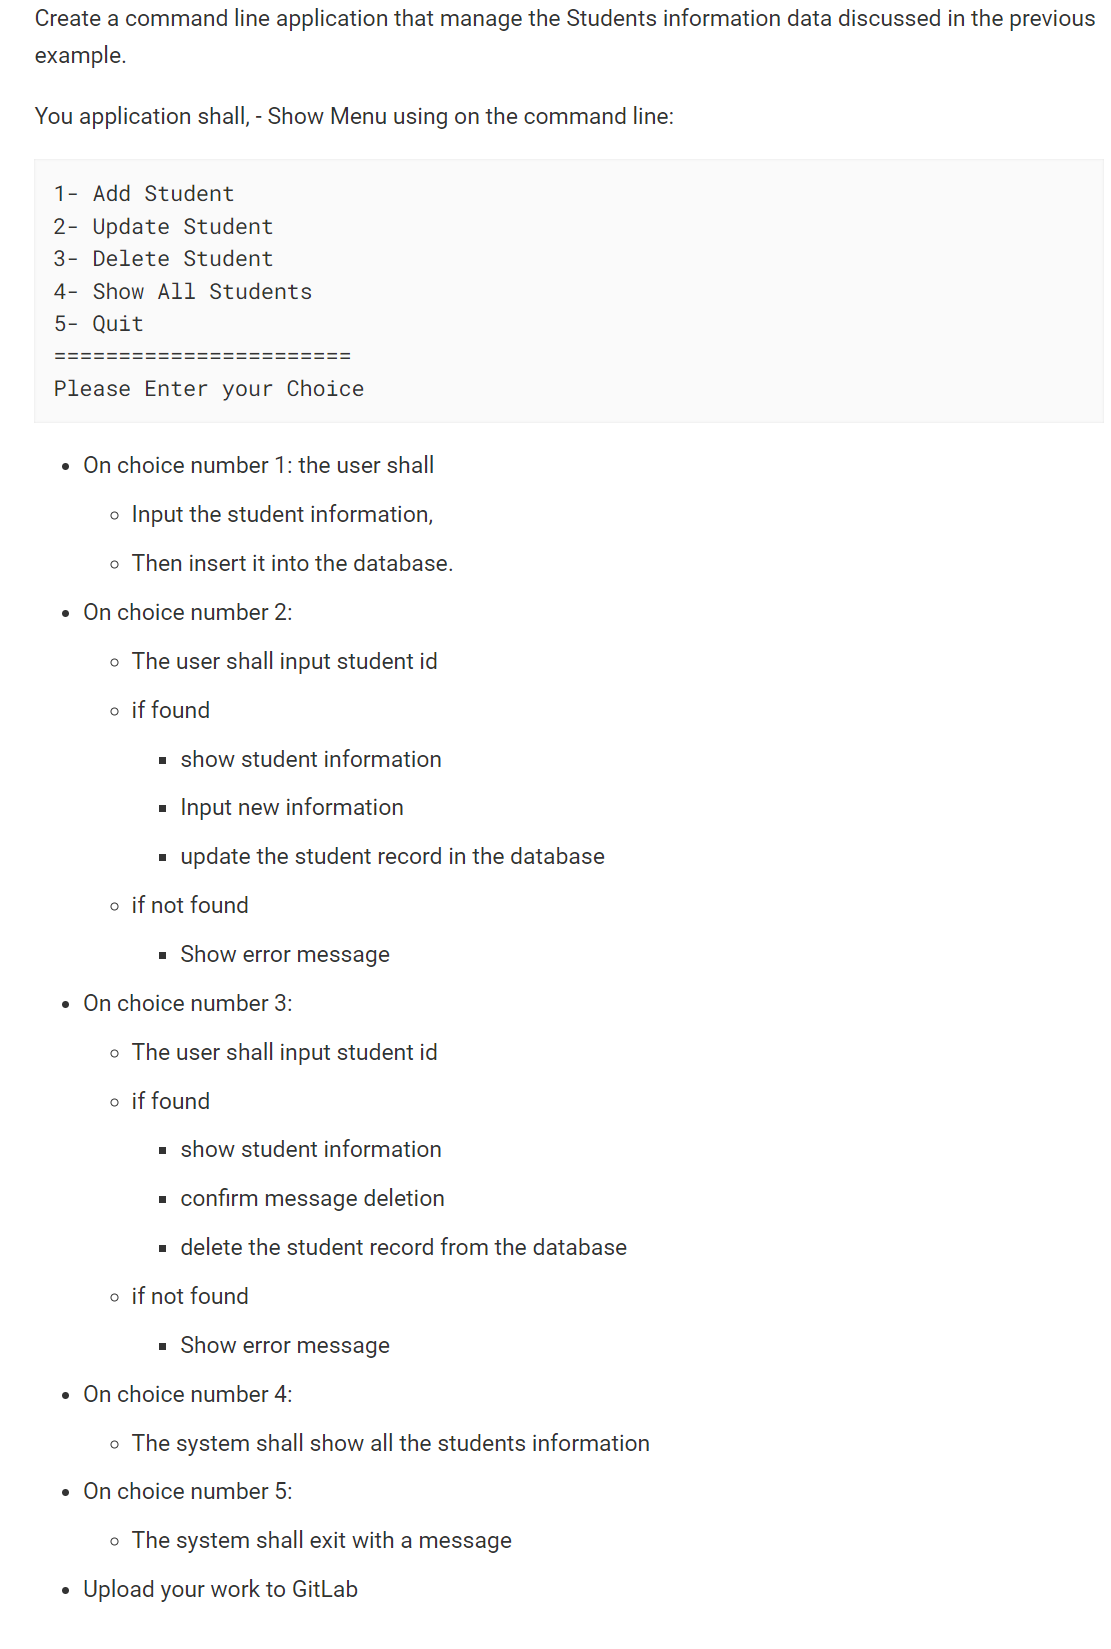 Create a command line application that manage the Students information data discussed in the previous
example.
You application shall, - Show Menu using on the command line:
1- Add Student
2- Update Student
3- Delete Student
4- Show All Students
5- Quit
=======================
Please Enter your Choice
• On choice number 1: the user shall
◦ Input the student information,
◦ Then insert it into the database.
• On choice number 2:
◦ The user shall input student id
◦ if found
▪ show student information
▪ Input new information
▪ update the student record in the database
◦ if not found
▪ Show error message
• On choice number 3:
◦ The user shall input student id
◦ if found
▪ show student information
▪ confirm message deletion
▪ delete the student record from the database
◦ if not found
▪ Show error message
• On choice number 4:
◦ The system shall show all the students information
• On choice number 5:
◦ The system shall exit with a message
• Upload your work to GitLab